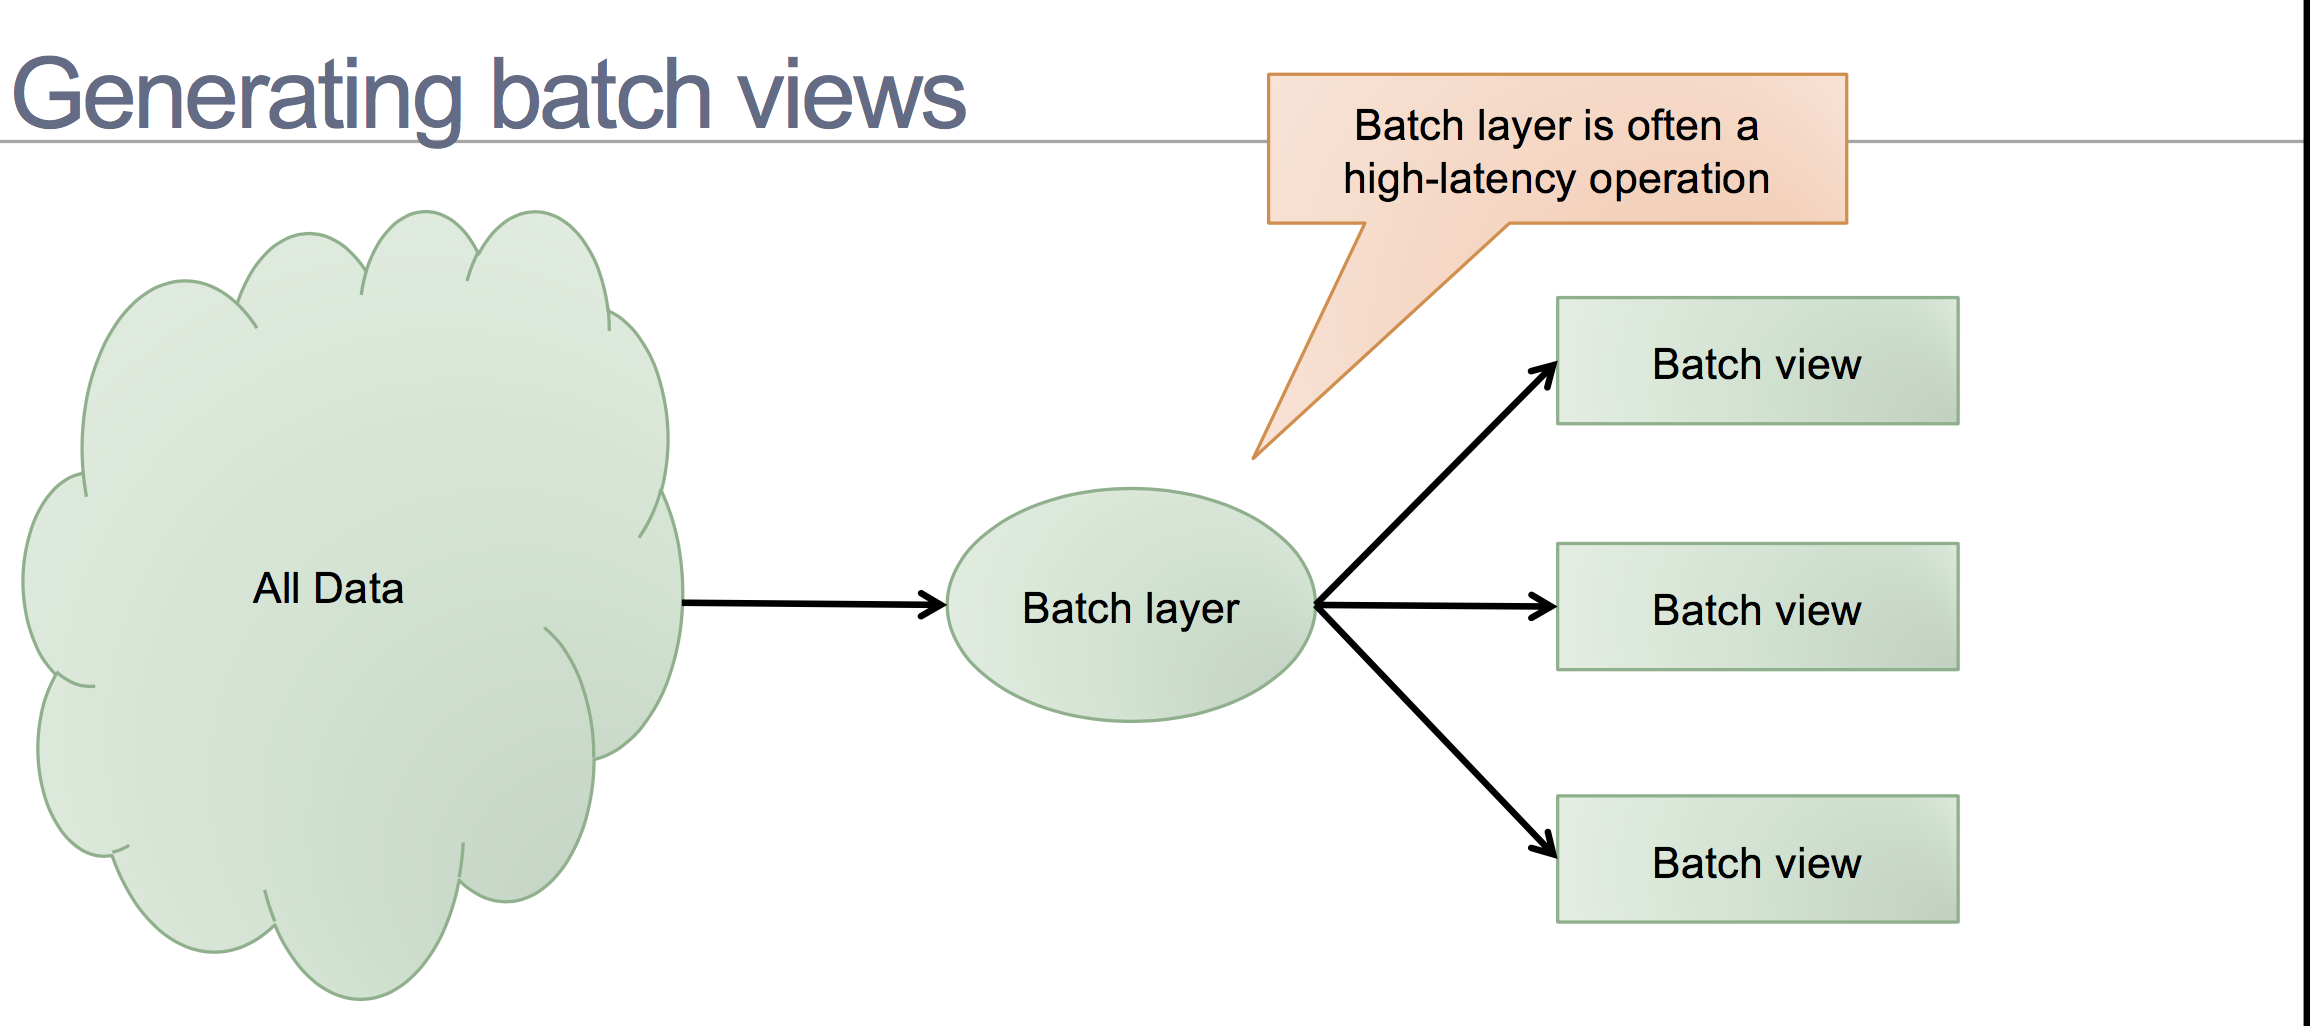 Generating batch views
Batch layer is often a
high-latency operation
All Data
Batch layer
Batch view
Batch view
Batch view